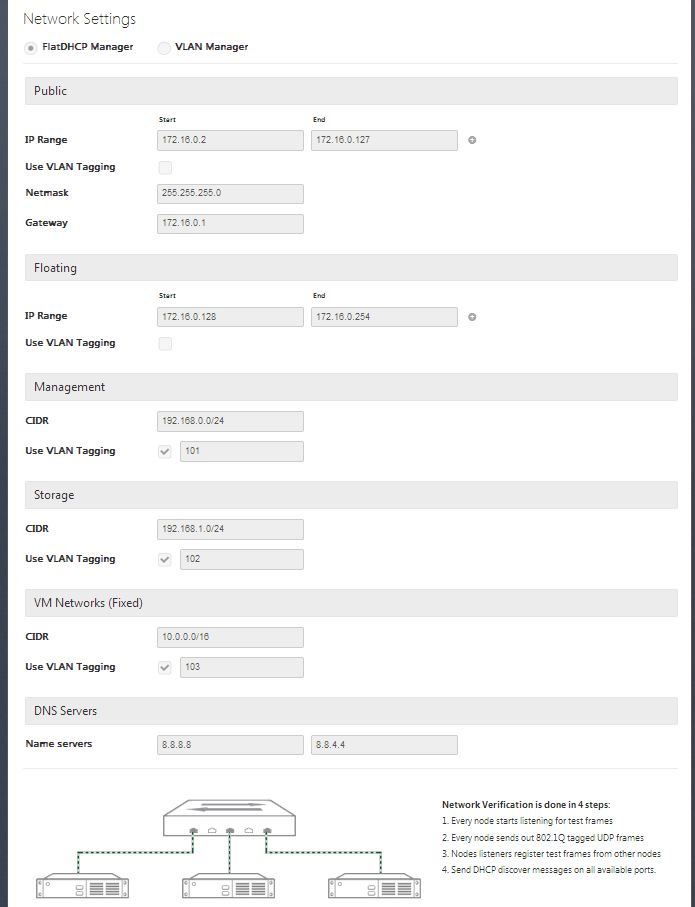 Network Settings
FlatDHCP Manager VLAN Manager
Public
Start End
IP Range 172.16.0.2 172.16.0.127
Use VLAN Tagging
Netmask 255.255.255.0
Gateway 172.16.0.1
Floating
Start End
IP Range 172.16.0.128 172.16.0.254
Use VLAN Tagging
Management
CIDR 192.168.0.0/24
Use VLAN Tagging 101
Storage
CIDR 192.168.1.0/24
Use VLAN Tagging 102
VM Networks (Fixed)
CIDR 10.0.0.0/16
Use VLAN Tagging 103
DNS Servers
Name servers 8.8.8.8 8.8.4.4
Network Verification is done in 4 steps:
1. Every node starts listening for test frames
2. Every node sends out 802.1Q tagged UDP frames
3. Nodes listeners register test frames from other nodes
4. Send DHCP discover messages on all available ports.